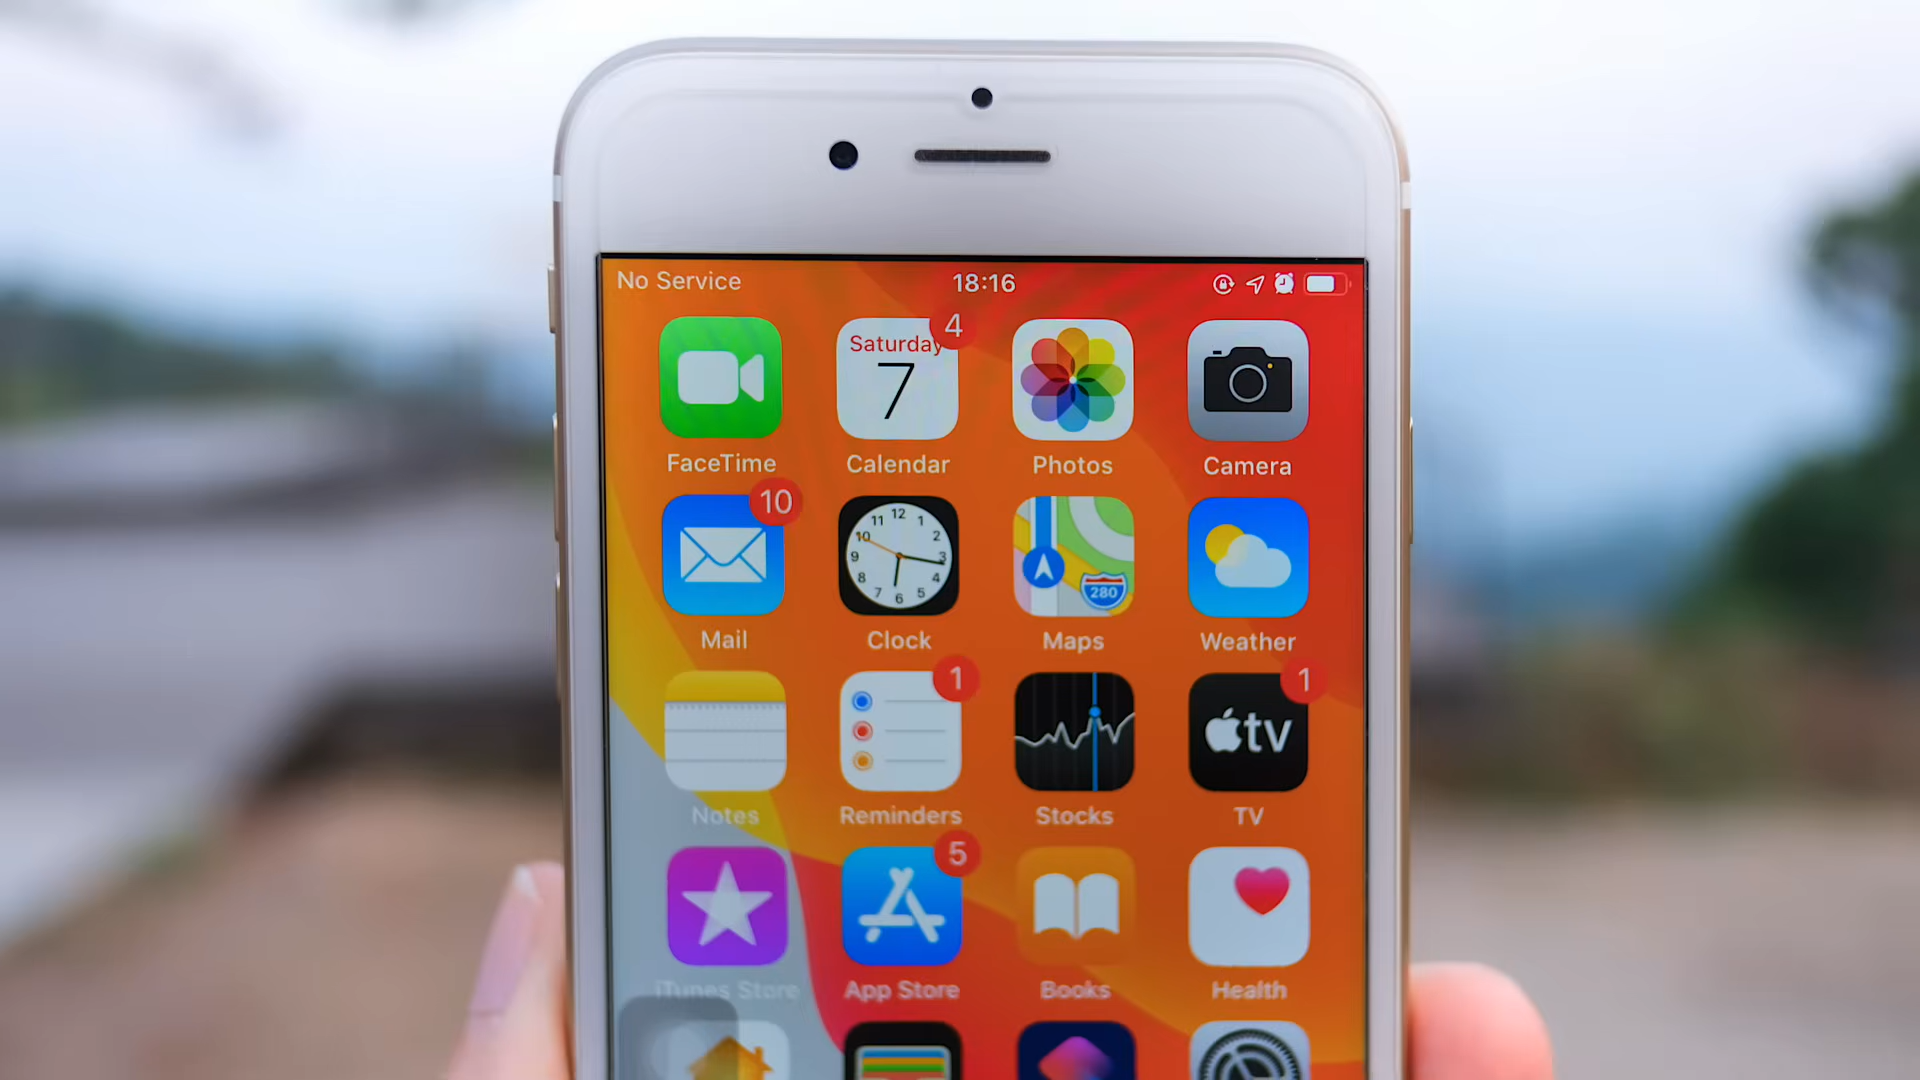 No Service 18:16
Saturday 4
7
FaceTime Calendar Photos Camera
10
12
11 1
10 2
9 3
8 4
7 5
6
280
Mail Clock Maps Weather
1 1
tv
Notes Reminders Stocks TV
5
iTunes Store App Store Books Health